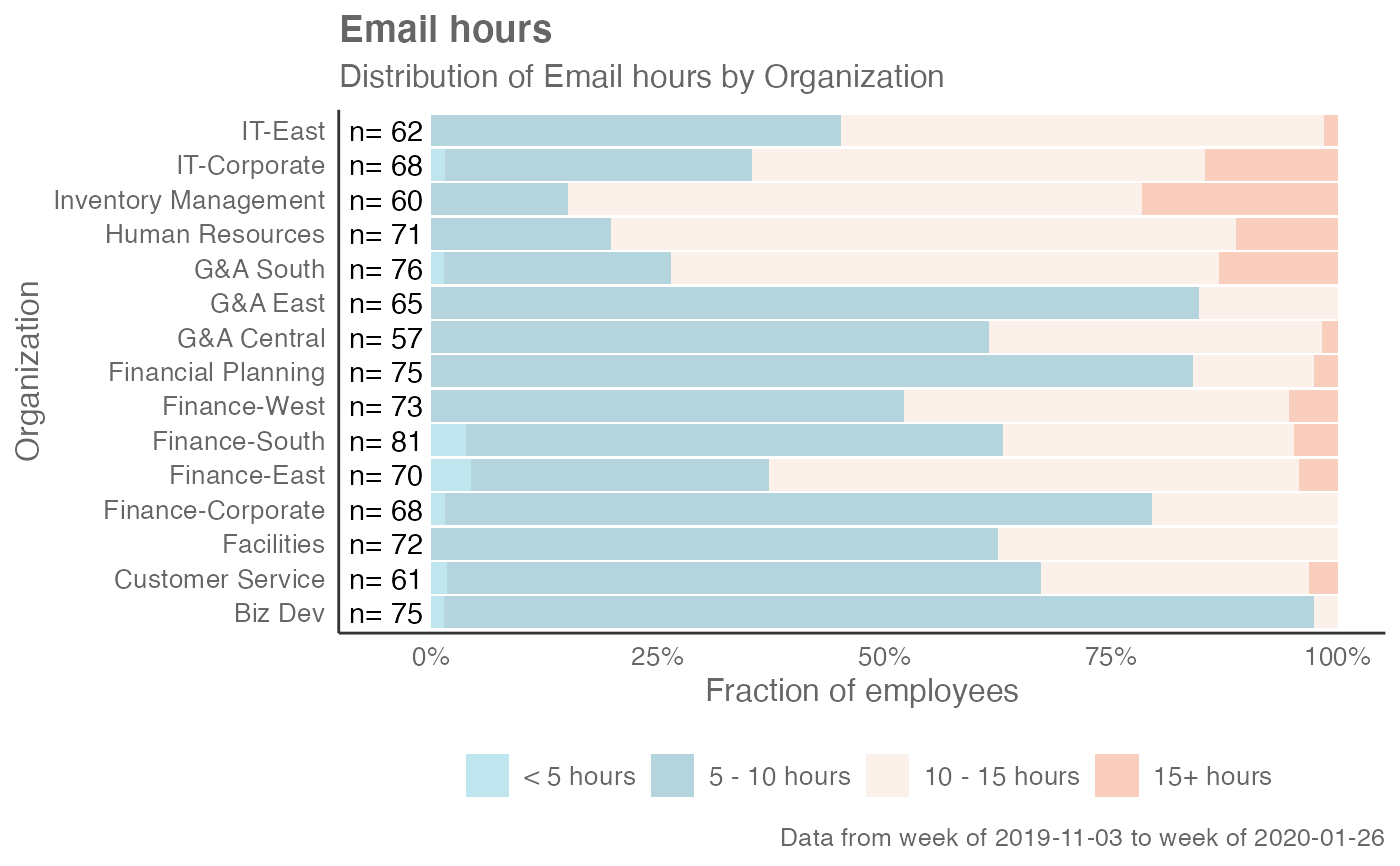 Email hours
Distribution of Email hours by Organization
Organization
IT-East n= 62
IT-Corporate n= 68
Inventory Management n= 60
Human Resources n= 71
G&A South n= 76
G&A East n= 65
G&A Central n= 57
Financial Planning n= 75
Finance-West n= 73
Finance-South n= 81
Finance-East n= 70
Finance-Corporate n= 68
Facilities n= 72
Customer Service n= 61
Biz Dev n= 75
0% 25% 50% 75% 100%
Fraction of employees
< 5 hours 5 - 10 hours 10 - 15 hours 15+ hours
Data from week of 2019-11-03 to week of 2020-01-26